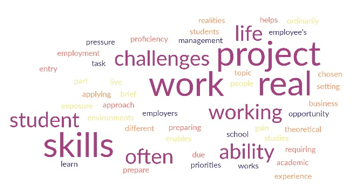 realities helps ordinarily
students life employee's
pressure proficiency management
employment challenges project
task
entry topic chosen
part live work people real setting
applying brief
exposure approach business
student environments employers working opportunity
different preparing gain theoretical
skills enables school studies
often due ability requiring
learn priorities works academic
prepare
experience